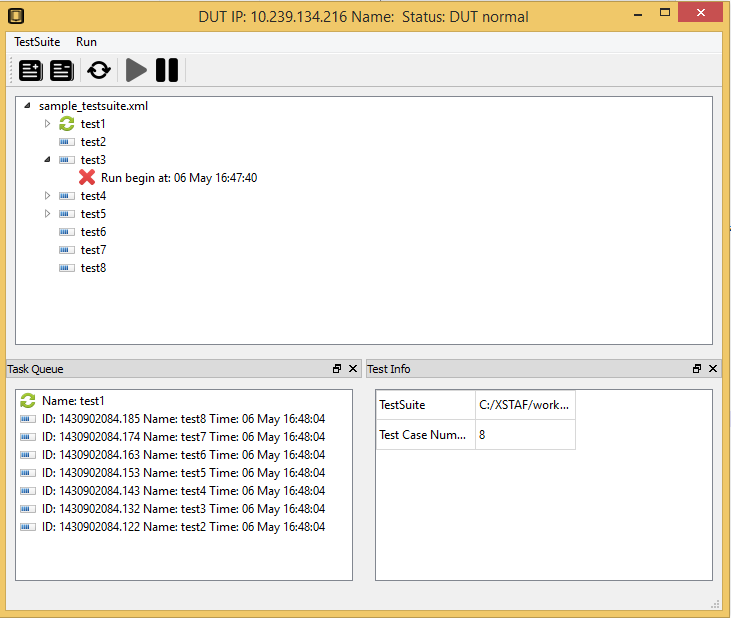 DUT IP: 10.239.134.216 Name: Status: DUT normal
TestSuite Run
sample_testsuite.xml
test1
test2
test3
Run begin at: 06 May 16:47:40
test4
test5
test6
test7
test8
Task Queue
Name: test1
ID: 1430902084.185 Name: test8 Time: 06 May 16:48:04
ID: 1430902084.174 Name: test7 Time: 06 May 16:48:04
ID: 1430902084.163 Name: test6 Time: 06 May 16:48:04
ID: 1430902084.153 Name: test5 Time: 06 May 16:48:04
ID: 1430902084.143 Name: test4 Time: 06 May 16:48:04
ID: 1430902084.132 Name: test3 Time: 06 May 16:48:04
ID: 1430902084.122 Name: test2 Time: 06 May 16:48:04
Test Info
TestSuite C:/XSTAF/work...
Test Case Num... 8